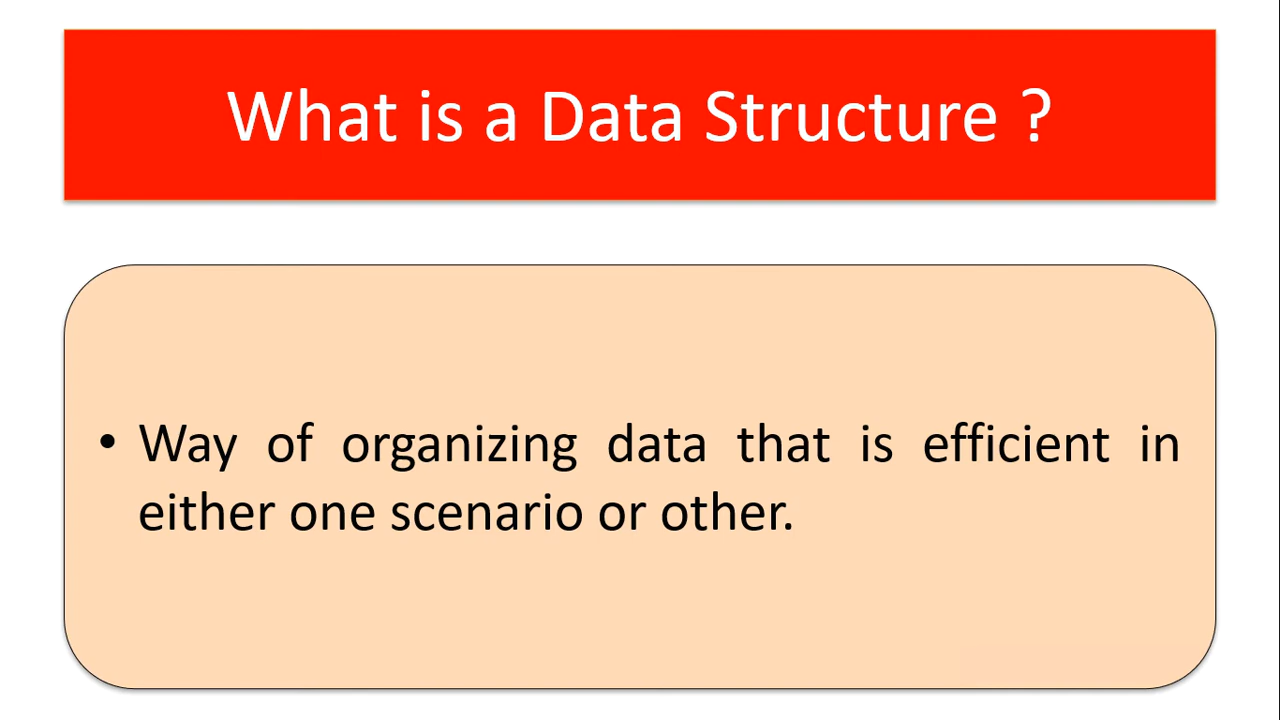 What is a Data Structure ?
• Way of organizing data that is efficient in
either one scenario or other.